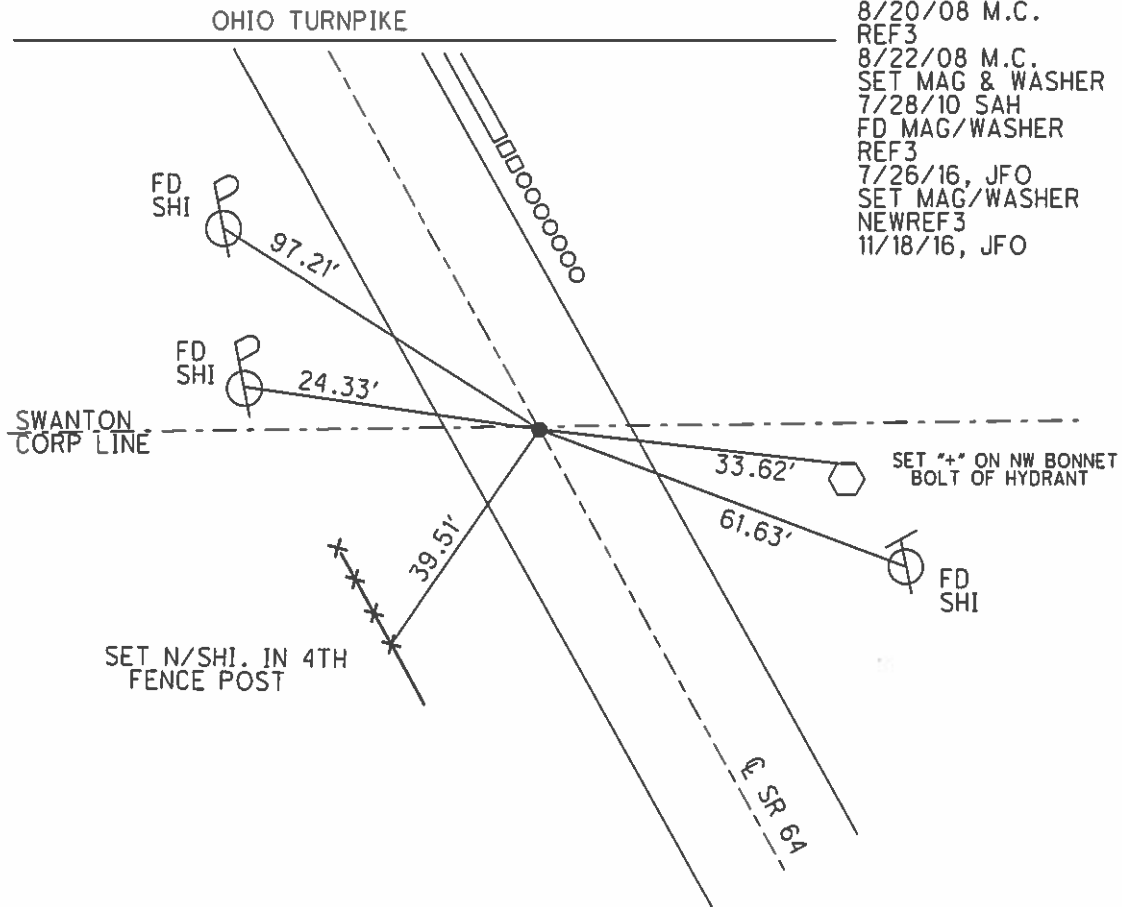 OHIO TURNPIKE
8/20/08 M.C.
REF3
8/22/08 M.C.
SET MAG & WASHER
7/28/10 SAH
FD MAG/WASHER
REF3
7/26/16, JFO
SET MAG/WASHER
NEWREF3
11/18/16, JFO
FD
SHI
97.21'
FD
SHI
24.33'
SWANTON
CORP LINE
33.62'
SET "+" ON NW BONNET
BOLT OF HYDRANT
61.63'
FD
SHI
39.51'
SET N/SHI. IN 4TH
FENCE POST
℄ SR 64